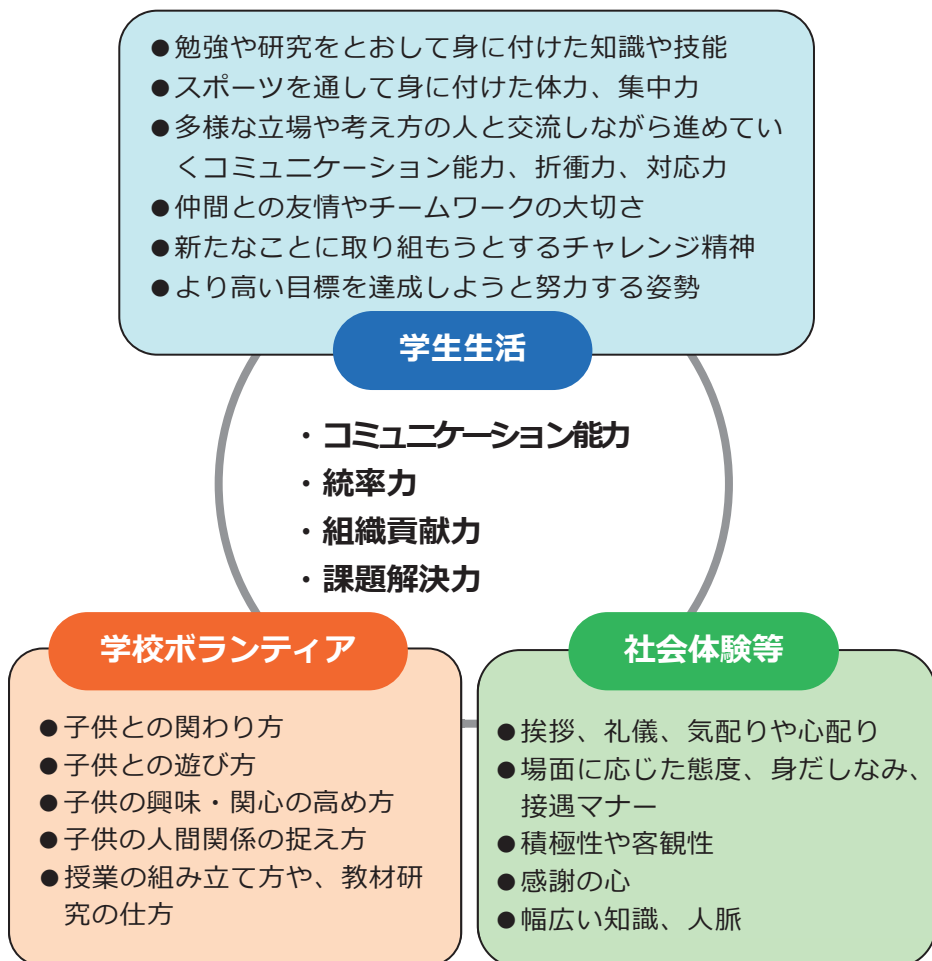 ●勉強や研究をとおして身に付けた知識や技能
●スポーツを通して身に付けた体力、集中力
●多様な立場や考え方の人と交流しながら進めてい
くコミュニケーション能力、折衝力、対応力
●仲間との友情やチームワークの大切さ
●新たなことに取り組もうとするチャレンジ精神
●より高い目標を達成しようと努力する姿勢
学生生活
・コミュニケーション能力
・統率力
・組織貢献力
・課題解決力
学校ボランティア
●子供との関わり方
●子供との遊び方
●子供の興味・関心の高め方
●子供の人間関係の捉え方
●授業の組み立て方や、教材研
究の仕方
社会体験等
●挨拶、礼儀、気配りや心配り
●場面に応じた態度、身だしなみ、
接遇マナー
●積極性や客観性
●感謝の心
●幅広い知識、人脈